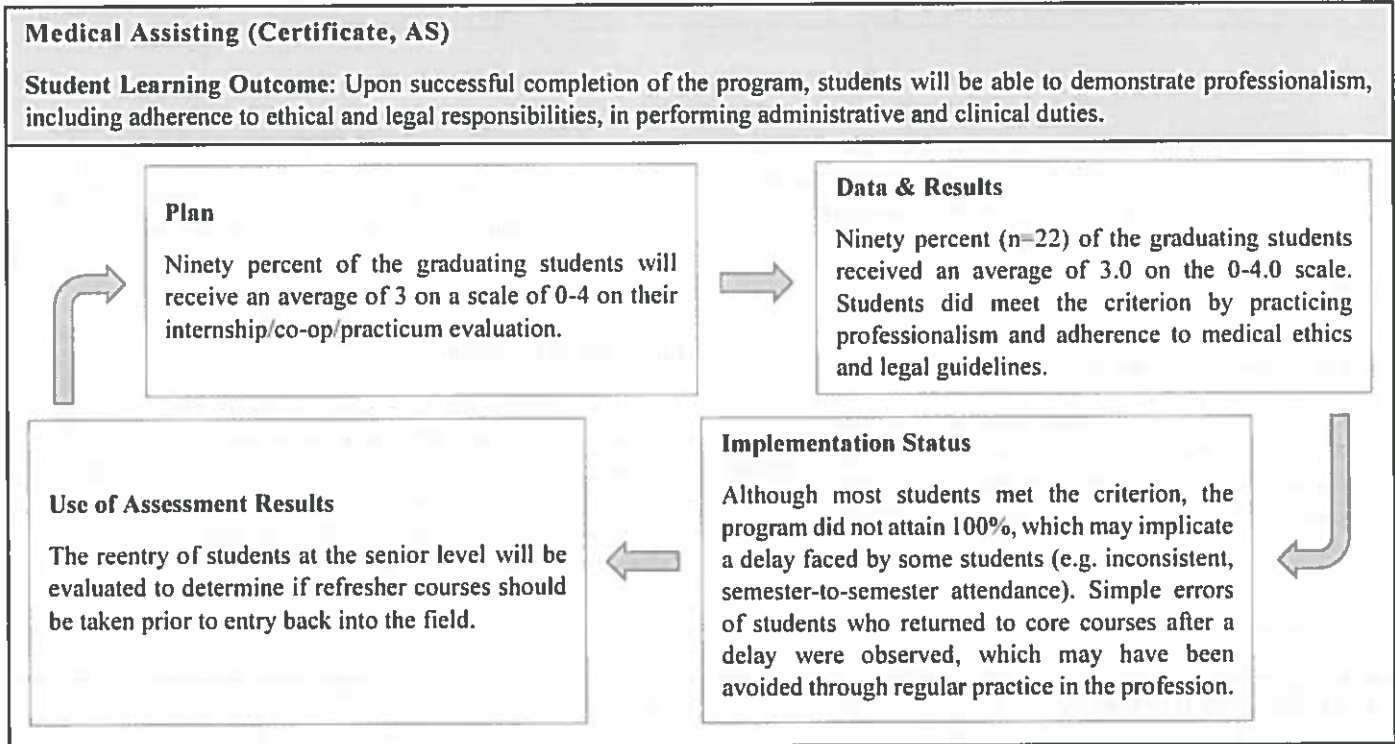 Medical Assisting (Certificate, AS)
Student Learning Outcome: Upon successful completion of the program, students will be able to demonstrate professionalism,
including adherence to ethical and legal responsibilities, in performing administrative and clinical duties.
Plan
Ninety percent of the graduating students will
receive an average of 3 on a scale of 0-4 on their
internship/co-op/practicum evaluation.
Data & Results
Ninety percent (n=22) of the graduating students
received an average of 3.0 on the 0-4.0 scale.
Students did meet the criterion by practicing
professionalism and adherence to medical ethics
and legal guidelines.
Implementation Status
Although most students met the criterion, the
program did not attain 100%, which may implicate
a delay faced by some students (e.g. inconsistent,
semester-to-semester attendance). Simple errors
of students who returned to core courses after a
delay were observed, which may have been
avoided through regular practice in the profession.
Use of Assessment Results
The reentry of students at the senior level will be
evaluated to determine if refresher courses should
be taken prior to entry back into the field.